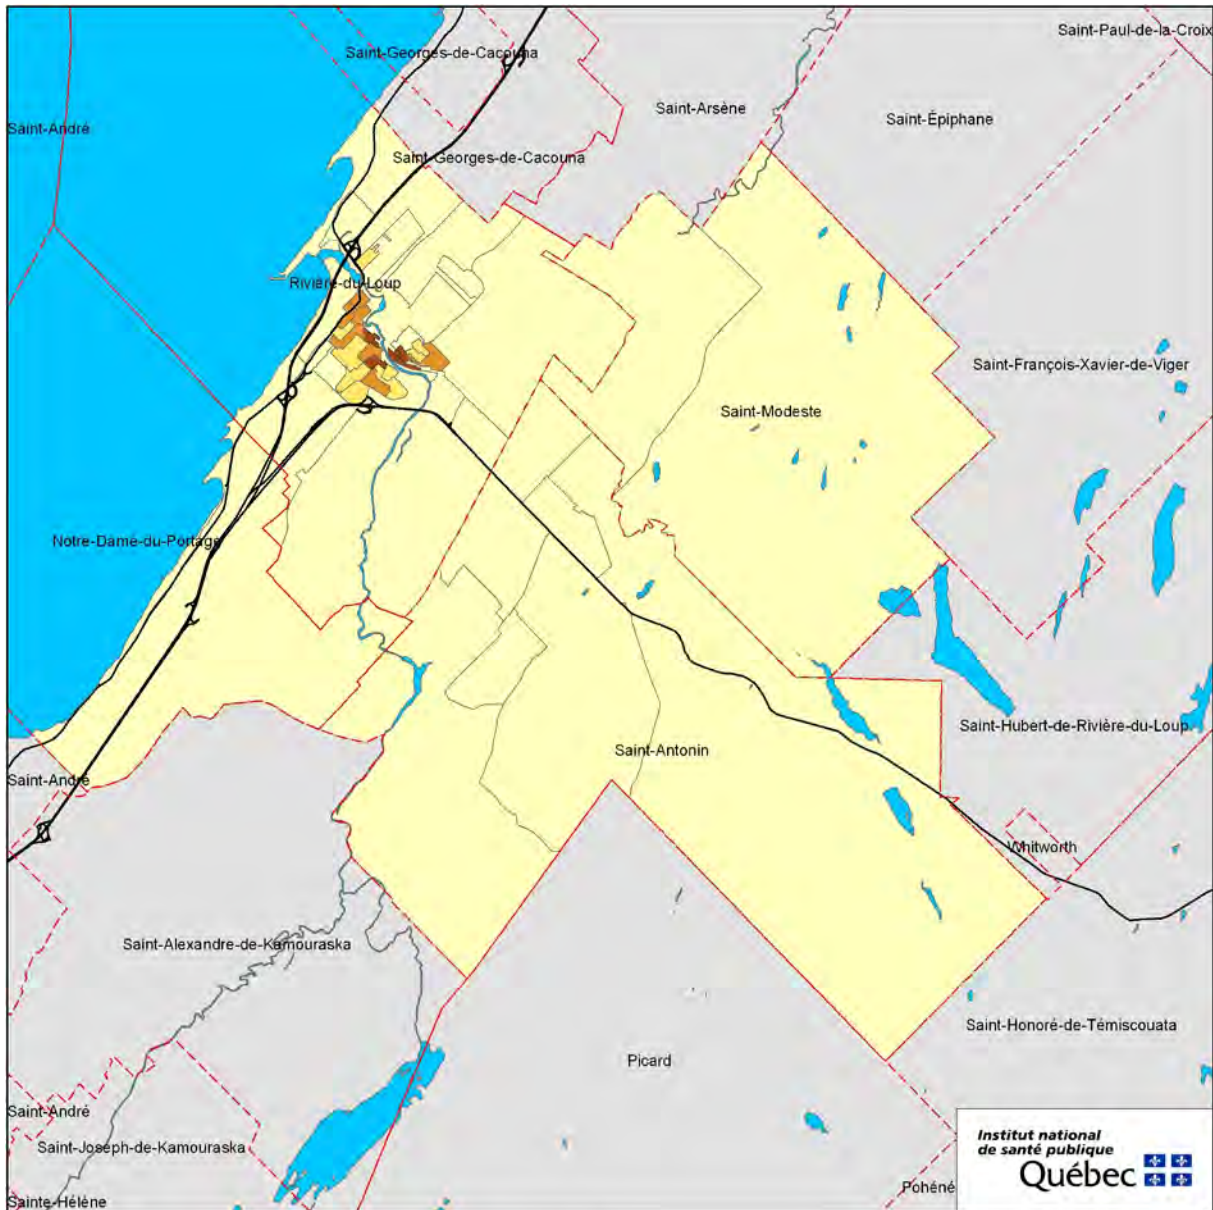 Saint-Paul-de-la-Croix
Saint-Georges-de-Cacouna
Saint-Arsène
Saint-Épiphane
Saint-André
Saint-Georges-de-Cacouna
Rivière-du-Loup
Saint-François-Xavier-de-Viger
Saint-Modeste
Notre-Dame-du-Portage
Saint-Hubert-de-Rivière-du-Loup
Saint-Antonin
Saint-André
Whitworth
Saint-Alexandre-de-Kamouraska
Saint-Honoré-de-Témiscouata
Picard
Saint-André
Saint-Joseph-de-Kamouraska
Institut national
de santé publique
Québec
Pohéné
Sainte-Hélène